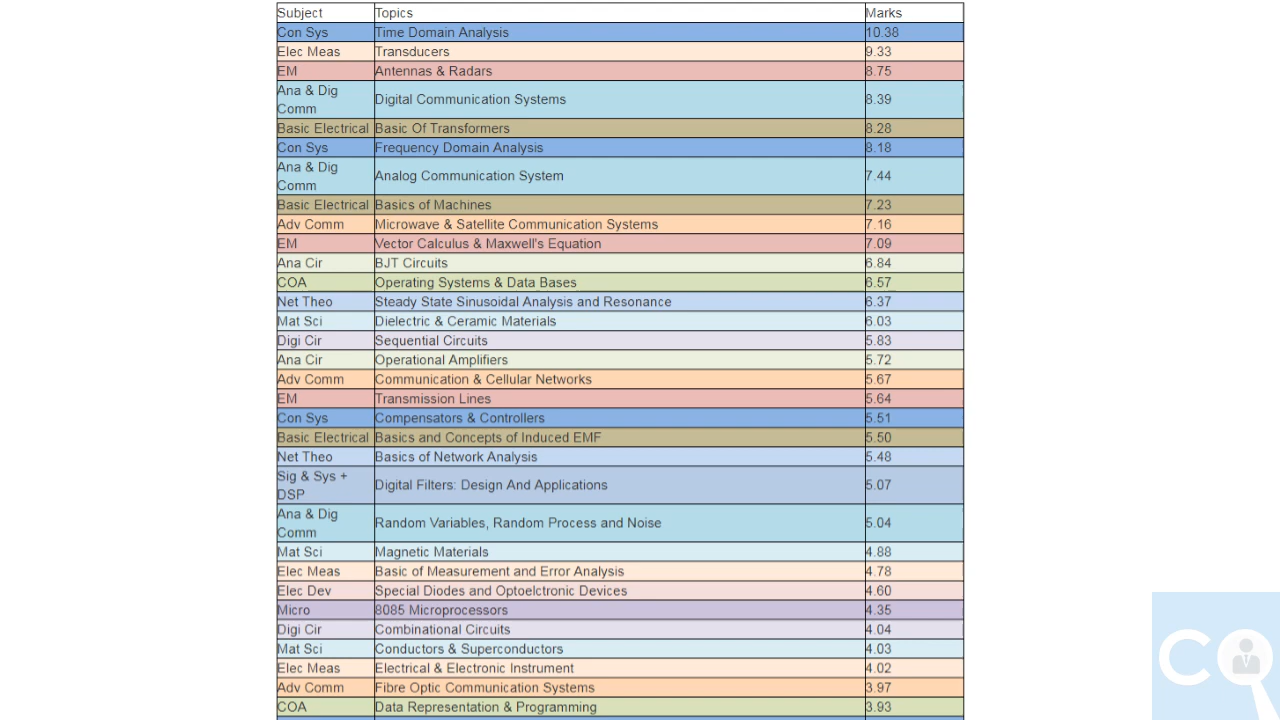 Subject Topics Marks
Con Sys Time Domain Analysis 10.38
Elec Meas Transducers 9.33
EM Antennas & Radars 8.75
Ana & Dig
Comm Digital Communication Systems 8.39
Basic Electrical Basic Of Transformers 8.28
Con Sys Frequency Domain Analysis 8.18
Ana & Dig
Comm Analog Communication System 7.44
Basic Electrical Basics of Machines 7.23
Adv Comm Microwave & Satellite Communication Systems 7.16
EM Vector Calculus & Maxwell's Equation 7.09
Ana Cir BJT Circuits 6.84
COA Operating Systems & Data Bases 6.57
Net Theo Steady State Sinusoidal Analysis and Resonance 6.37
Mat Sci Dielectric & Ceramic Materials 6.03
Digi Cir Sequential Circuits 5.83
Ana Cir Operational Amplifiers 5.72
Adv Comm Communication & Cellular Networks 5.67
EM Transmission Lines 5.64
Con Sys Compensators & Controllers 5.51
Basic Electrical Basics and Concepts of Induced EMF 5.50
Net Theo Basics of Network Analysis 5.48
Sig & Sys +
DSP Digital Filters: Design And Applications 5.07
Ana & Dig
Comm Random Variables, Random Process and Noise 5.04
Mat Sci Magnetic Materials 4.88
Elec Meas Basic of Measurement and Error Analysis 4.78
Elec Dev Special Diodes and Optoelctronic Devices 4.60
Micro 8085 Microprocessors 4.35
Digi Cir Combinational Circuits 4.04
Mat Sci Conductors & Superconductors 4.03
Elec Meas Electrical & Electronic Instrument 4.02
Adv Comm Fibre Optic Communication Systems 3.97
COA Data Representation & Programming 3.93
CQ